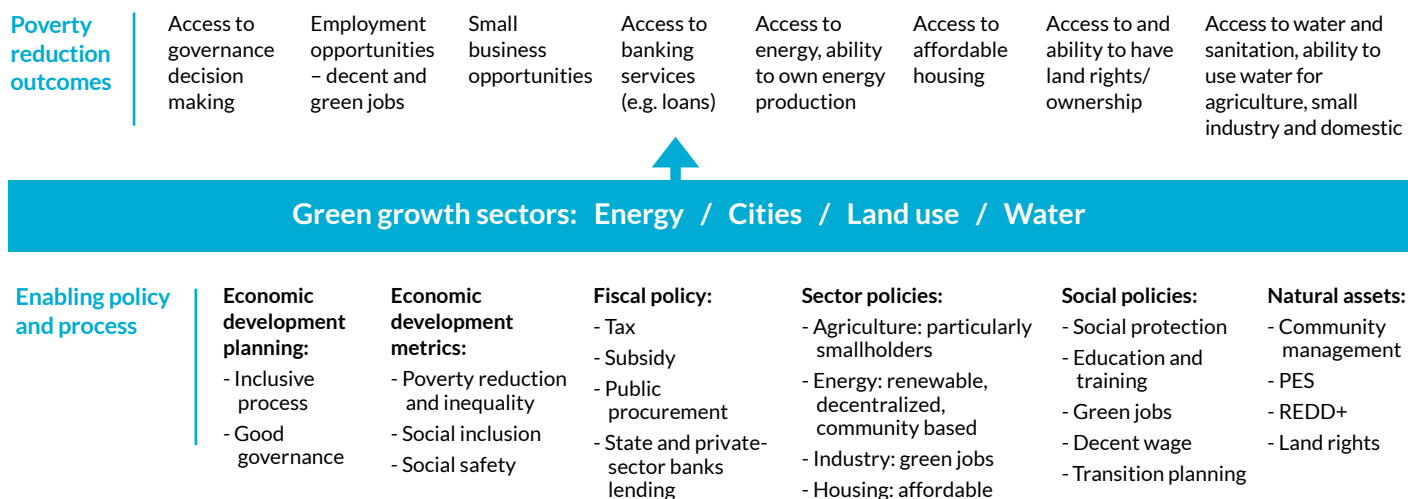 Poverty
reduction
outcomes
Access to
governance
decision
making
Employment
opportunities
– decent and
green jobs
Small
business
opportunities
Access to
banking
services
(e.g. loans)
Access to
energy, ability
to own energy
production
Access to
affordable
housing
Access to and
ability to have
land rights/
ownership
Access to water and
sanitation, ability to
use water for
agriculture, small
industry and domestic
Green growth sectors: Energy / Cities / Land use / Water
Enabling policy
and process
Economic
development
planning:
- Inclusive
process
- Good
governance
Economic
development
metrics:
- Poverty reduction
and inequality
- Social inclusion
- Social safety
Fiscal policy:
- Tax
- Subsidy
- Public
procurement
- State and private-
sector banks
lending
Sector policies:
- Agriculture: particularly
smallholders
- Energy: renewable,
decentralized,
community based
- Industry: green jobs
- Housing: affordable
Social policies:
- Social protection
- Education and
training
- Green jobs
- Decent wage
- Transition planning
Natural assets:
- Community
management
- PES
- REDD+
- Land rights